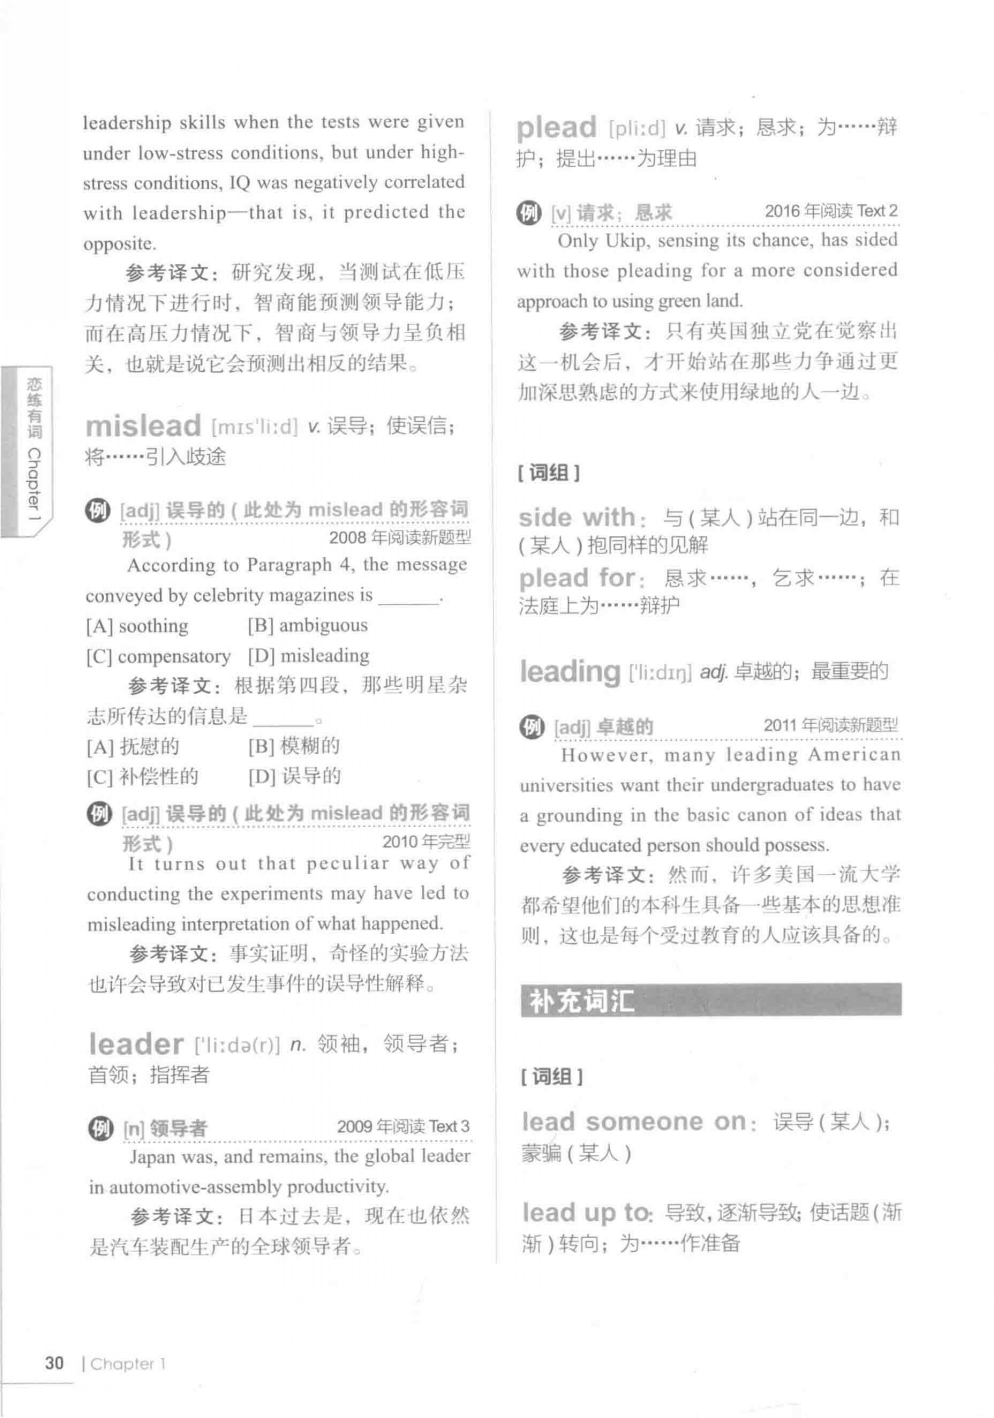 leadership skills when the tests were given
under low-stress conditions, but under high-
stress conditions, IQ was negatively correlated
with leadership—that is, it predicted the
opposite.
参考译文：研究发现，当测试在低压
力情况下进行时，智商能预测领导能力；
而在高压力情况下，智商与领导力呈负相
关，也就是说它会预测出相反的结果。
mislead [mɪs'li:d] v. 误导；使误信；
将……引入歧途
例 [adj] 误导的 ( 此处为 mislead 的形容词
形式 ) 2008 年阅读新题型
According to Paragraph 4, the message
conveyed by celebrity magazines is ______.
[A] soothing [B] ambiguous
[C] compensatory [D] misleading
参考译文：根据第四段，那些明星杂
志所传达的信息是 ______。
[A] 抚慰的 [B] 模糊的
[C] 补偿性的 [D] 误导的
例 [adj] 误导的 ( 此处为 mislead 的形容词
形式 ) 2010 年完型
It turns out that peculiar way of
conducting the experiments may have led to
misleading interpretation of what happened.
参考译文：事实证明，奇怪的实验方法
也许会导致对已发生事件的误导性解释。
leader ['li:də(r)] n. 领袖，领导者；
首领；指挥者
例 [n] 领导者 2009 年阅读 Text 3
Japan was, and remains, the global leader
in automotive-assembly productivity.
参考译文：日本过去是，现在也依然
是汽车装配生产的全球领导者。
plead [pli:d] v. 请求；恳求；为……辩
护；提出……为理由
例 [v] 请求；恳求 2016 年阅读 Text 2
Only Ukip, sensing its chance, has sided
with those pleading for a more considered
approach to using green land.
参考译文：只有英国独立党在觉察出
这一机会后，才开始站在那些力争通过更
加深思熟虑的方式来使用绿地的人一边。
[ 词组 ]
side with：与 ( 某人 ) 站在同一边，和
( 某人 ) 抱同样的见解
plead for：恳求……，乞求……；在
法庭上为……辩护
leading ['li:dɪŋ] adj. 卓越的；最重要的
例 [adj] 卓越的 2011 年阅读新题型
However, many leading American
universities want their undergraduates to have
a grounding in the basic canon of ideas that
every educated person should possess.
参考译文：然而，许多美国一流大学
都希望他们的本科生具备一些基本的思想准
则，这也是每个受过教育的人应该具备的。
补充词汇
[ 词组 ]
lead someone on：误导 ( 某人 )；
蒙骗 ( 某人 )
lead up to：导致，逐渐导致；使话题 ( 渐
渐 ) 转向；为……作准备
恋练有词 Chapter 1
30 | Chapter 1